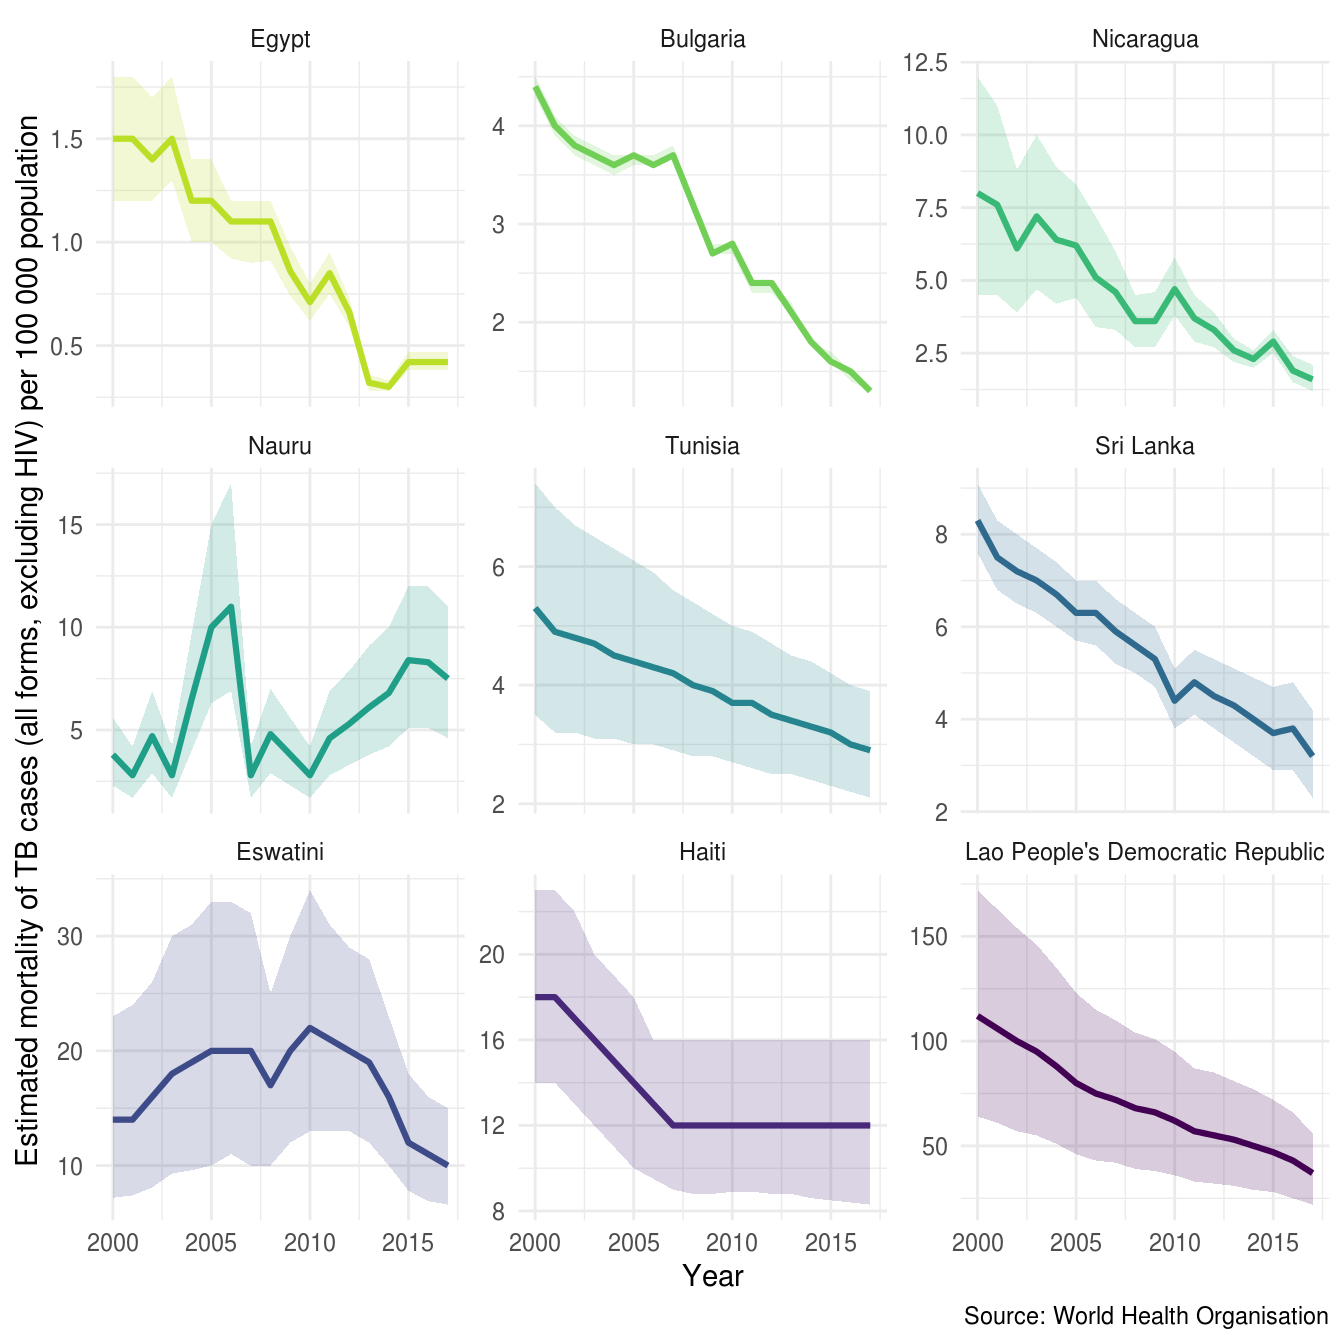 Egypt
Bulgaria
Nicaragua
1.5
1.0
0.5
4
3
2
12.5
10.0
7.5
5.0
2.5
Nauru
Tunisia
Sri Lanka
15
10
5
6
4
2
8
6
4
2
Eswatini
Haiti
Lao People's Democratic Republic
30
20
10
20
16
12
8
150
100
50
2000 2005 2010 2015
2000 2005 2010 2015
2000 2005 2010 2015
Estimated mortality of TB cases (all forms, excluding HIV) per 100 000 population
Year
Source: World Health Organisation